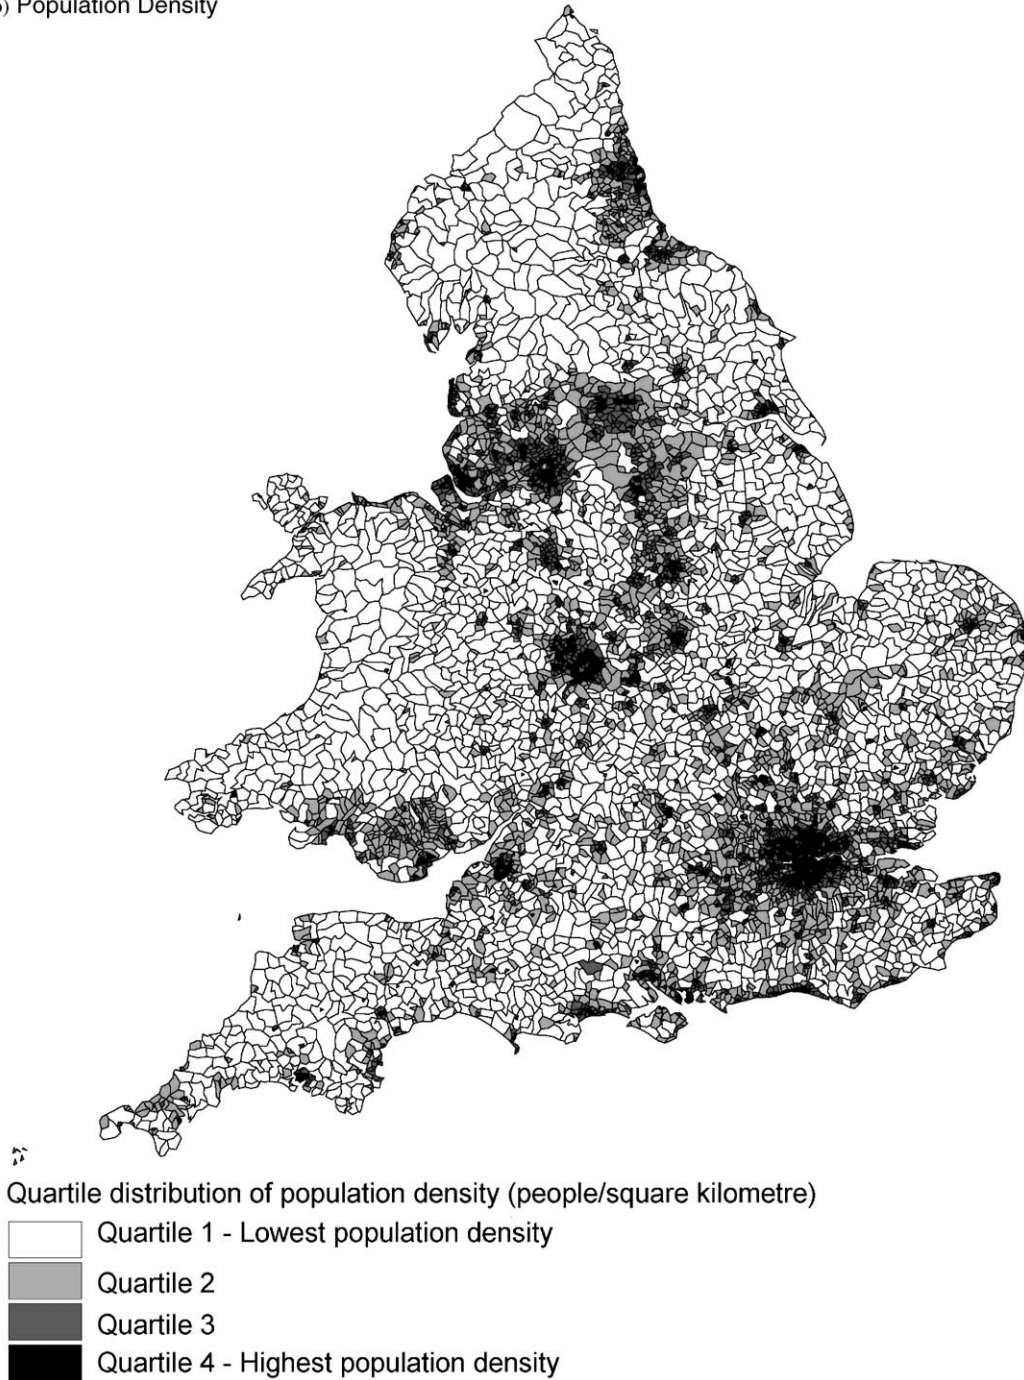 ) Population Density
Quartile distribution of population density (people/square kilometre)
Quartile 1 - Lowest population density
Quartile 2
Quartile 3
Quartile 4 - Highest population density